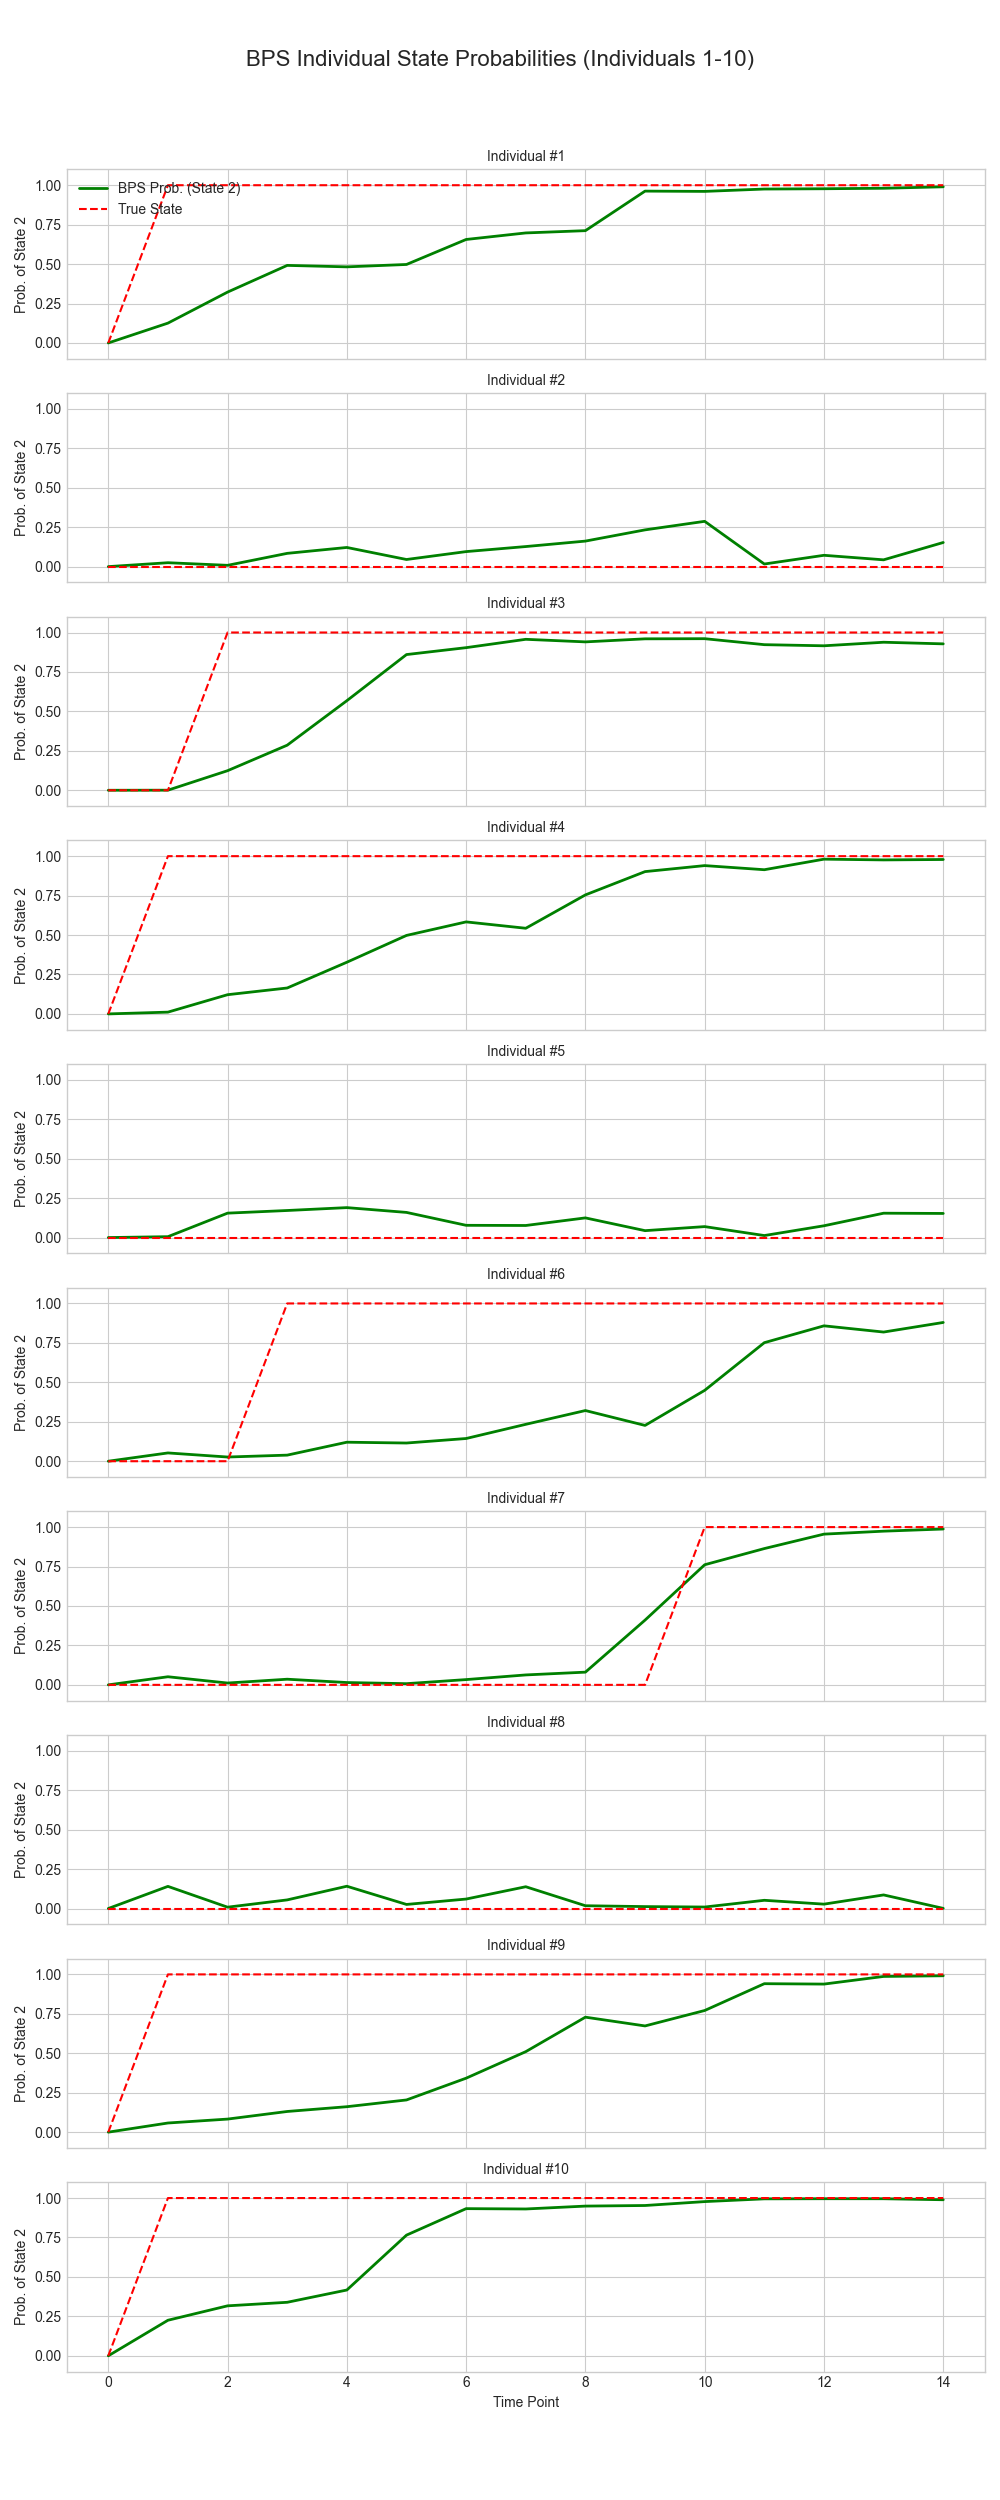 BPS Individual State Probabilities (Individuals 1-10)
Individual #1
BPS Prob. (State 2)
True State
Prob. of State 2
1.00
0.75
0.50
0.25
0.00
Individual #2
Prob. of State 2
1.00
0.75
0.50
0.25
0.00
Individual #3
Prob. of State 2
1.00
0.75
0.50
0.25
0.00
Individual #4
Prob. of State 2
1.00
0.75
0.50
0.25
0.00
Individual #5
Prob. of State 2
1.00
0.75
0.50
0.25
0.00
Individual #6
Prob. of State 2
1.00
0.75
0.50
0.25
0.00
Individual #7
Prob. of State 2
1.00
0.75
0.50
0.25
0.00
Individual #8
Prob. of State 2
1.00
0.75
0.50
0.25
0.00
Individual #9
Prob. of State 2
1.00
0.75
0.50
0.25
0.00
Individual #10
Prob. of State 2
1.00
0.75
0.50
0.25
0.00
0 2 4 6 8 10 12 14
Time Point